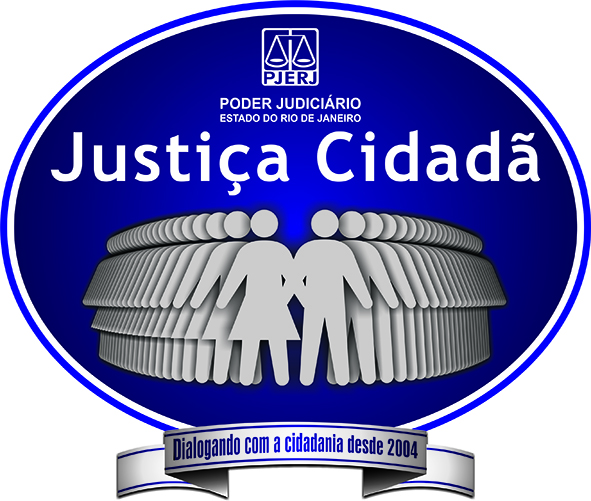 PJERJ
PODER JUDICIÁRIO
ESTADO DO RIO DE JANEIRO
Justiça Cidadã
Dialogando com a cidadania desde 2004